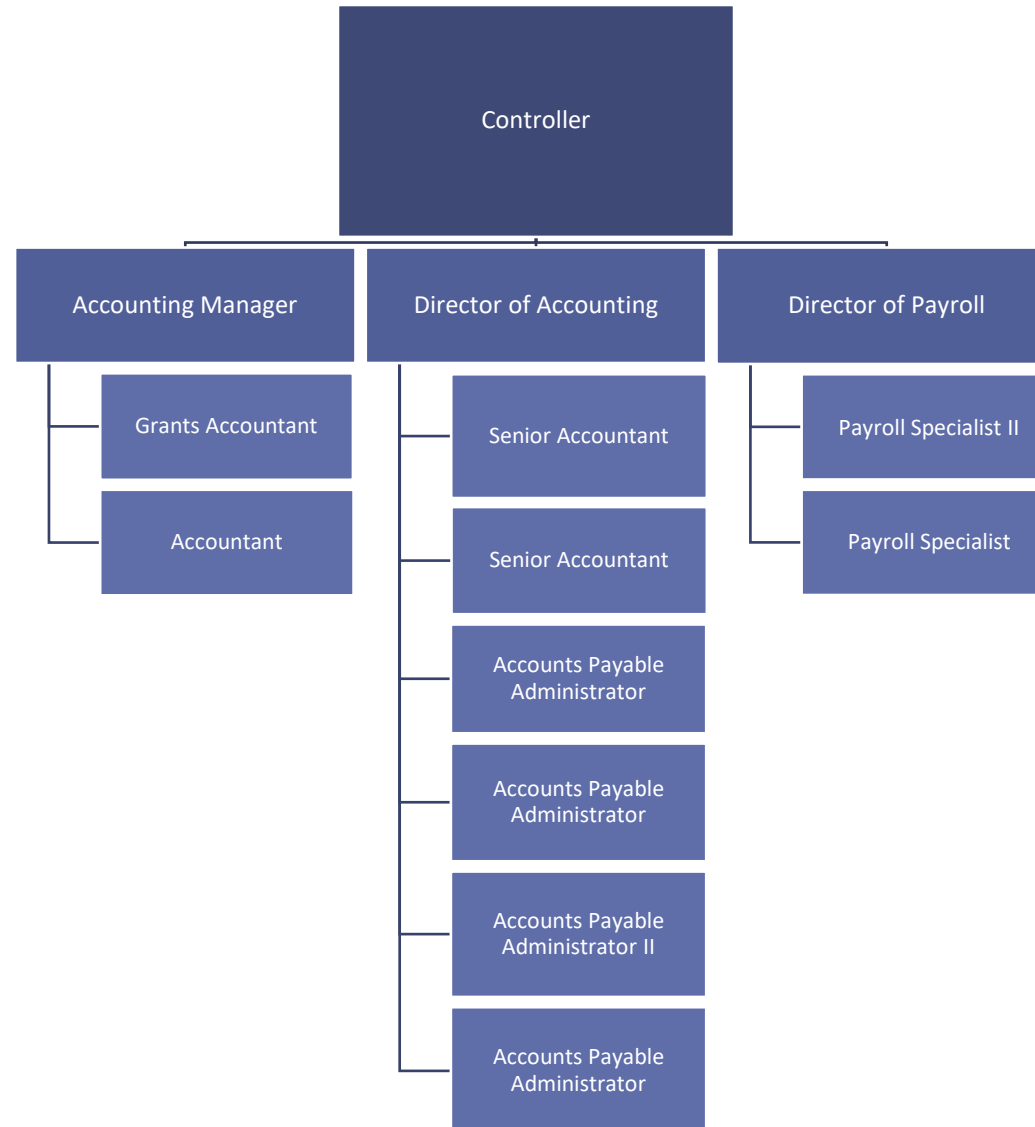 Controller
Accounting Manager
Director of Accounting
Director of Payroll
Grants Accountant
Accountant
Senior Accountant
Senior Accountant
Accounts Payable
Administrator
Accounts Payable
Administrator
Accounts Payable
Administrator II
Accounts Payable
Administrator
Payroll Specialist II
Payroll Specialist